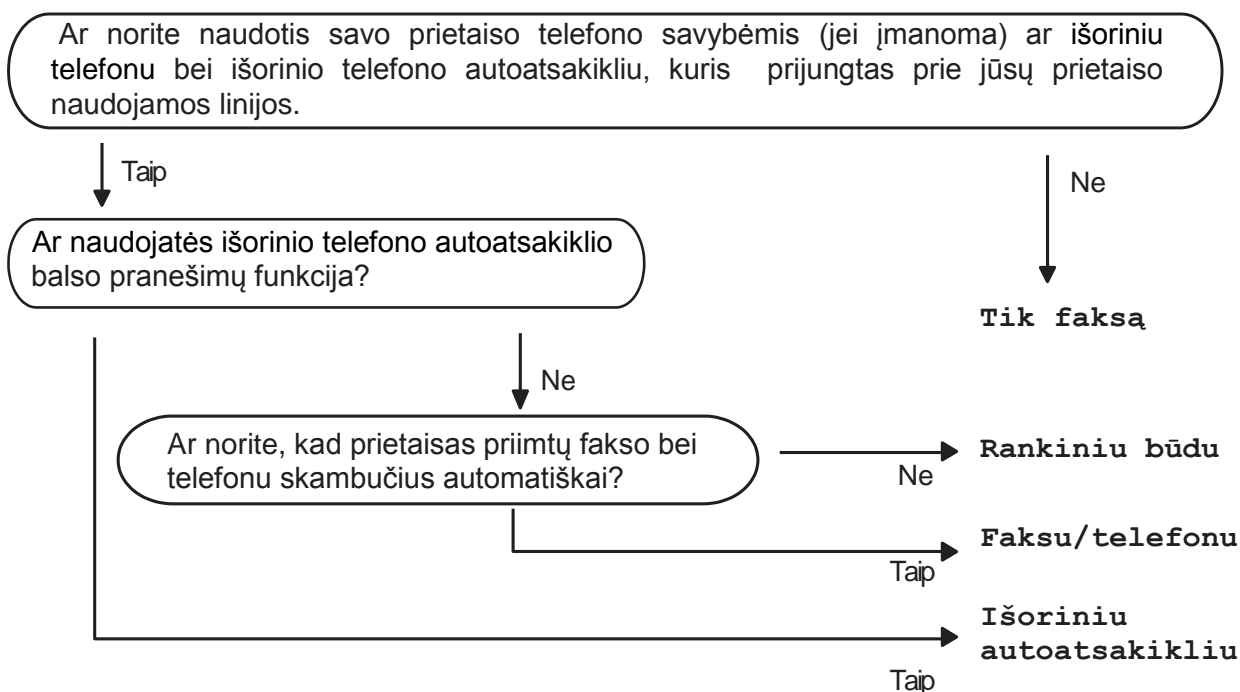 Ar norite naudotis savo prietaiso telefono savybėmis (jei įmanoma) ar išoriniu
telefonu bei išorinio telefono autoatsakikliu, kuris prijungtas prie jūsų prietaiso
naudojamos linijos.
Taip
Ne
Ar naudojatės išorinio telefono autoatsakiklio
balso pranešimų funkcija?
Tik faksą
Ne
Ar norite, kad prietaisas priimtų fakso bei
telefonu skambučius automatiškai?
Rankiniu būdu
Ne
Faksu/telefonu
Taip
Išoriniu
autoatsakikliu
Taip